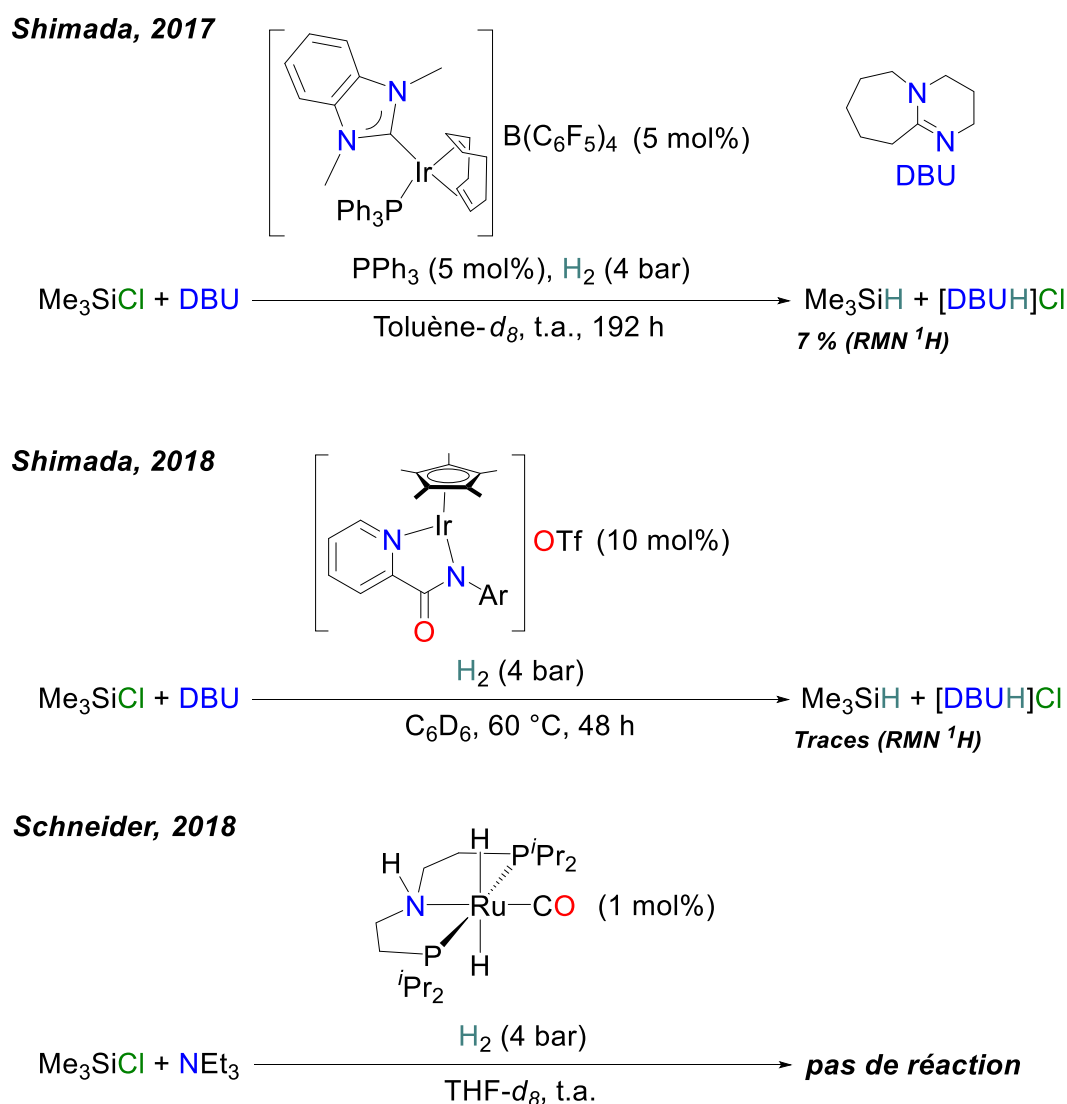 Shimada, 2017
N
N
Ir
Ph₃P
B(C₆F₅)₄ (5 mol%)
N
N
DBU
PPh₃ (5 mol%), H₂ (4 bar)
Me₃SiCl + DBU
Me₃SiH + [DBUH]Cl
Toluène-d₈, t.a., 192 h
7 % (RMN ¹H)
Shimada, 2018
Ir
N
N
Ar
O
OTf (10 mol%)
H₂ (4 bar)
Me₃SiCl + DBU
Me₃SiH + [DBUH]Cl
C₆D₆, 60 °C, 48 h
Traces (RMN ¹H)
Schneider, 2018
H
H
PⁱPr₂
N
Ru
CO (1 mol%)
P
H
ⁱPr₂
H₂ (4 bar)
Me₃SiCl + NEt₃
pas de réaction
THF-d₈, t.a.